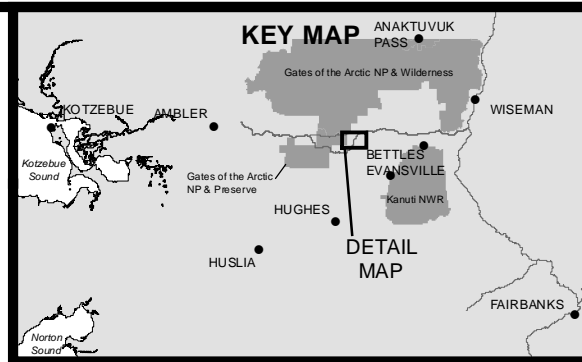 KEY MAP
ANAKTUVUK
PASS
Gates of the Arctic NP & Wilderness
KOTZEBUE
AMBLER
WISEMAN
Kotzebue
Sound
BETTLES
EVANSVILLE
Gates of the Arctic
NP & Preserve
Kanuti NWR
HUGHES
DETAIL
MAP
HUSLIA
FAIRBANKS
Norton
Sound